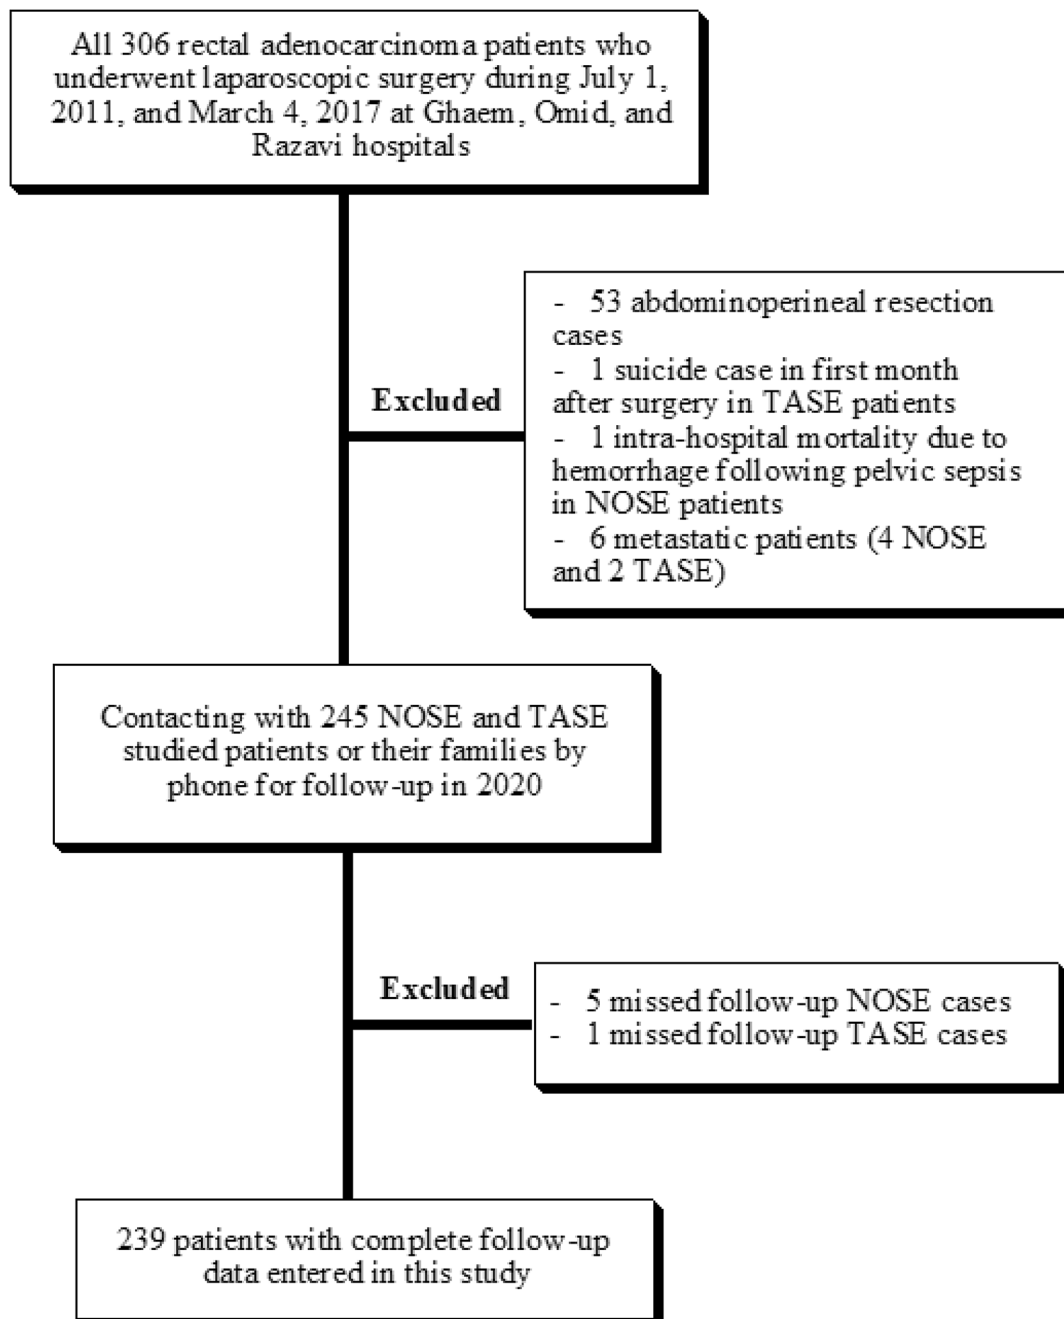 All 306 rectal adenocarcinoma patients who
underwent laparoscopic surgery during July 1,
2011, and March 4, 2017 at Ghaem, Omid, and
Razavi hospitals
Excluded
- 53 abdominoperineal resection
cases
- 1 suicide case in first month
after surgery in TASE patients
- 1 intra-hospital mortality due to
hemorrhage following pelvic sepsis
in NOSE patients
- 6 metastatic patients (4 NOSE
and 2 TASE)
Contacting with 245 NOSE and TASE
studied patients or their families by
phone for follow-up in 2020
Excluded
- 5 missed follow-up NOSE cases
- 1 missed follow-up TASE cases
239 patients with complete follow-up
data entered in this study